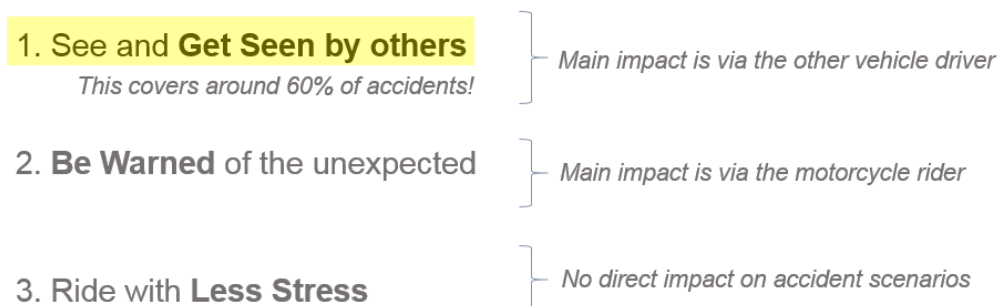 1. See and Get Seen by others
Main impact is via the other vehicle driver
This covers around 60% of accidents!
2. Be Warned of the unexpected
Main impact is via the motorcycle rider
3. Ride with Less Stress
No direct impact on accident scenarios